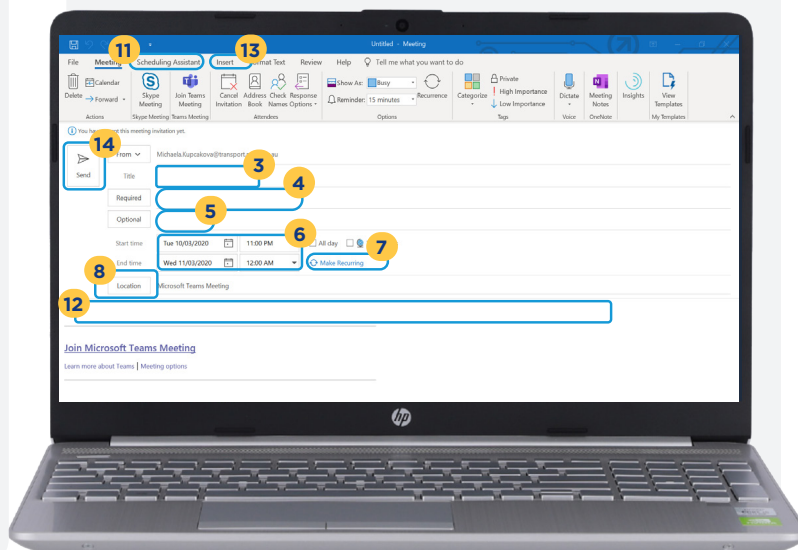 Untitled - Meeting
11
13
File Meeting Scheduling Assistant Insert Format Text Review Help Tell me what you want to do
Delete
Calendar
Forward
Actions
Skype Meeting
Skype Meeting
Join Teams Meeting
Teams Meeting
Cancel Invitation
Address Book
Check Names
Response Options
Attendees
Show As: Busy
Reminder: 15 minutes
Recurrence
Options
Categorize
Private
High Importance
Low Importance
Tags
Dictate
Voice
Meeting Notes
OneNote
Insights
View Templates
My Templates
You this meeting invitation yet.
14
Send
From Michaela.Kupcakova@transport. au
3
Title
4
Required
5
Optional
6
Start time Tue 10/03/2020 11:00 PM All day
7
End time Wed 11/03/2020 12:00 AM Make Recurring
8
Location Microsoft Teams Meeting
12
Join Microsoft Teams Meeting
Learn more about Teams | Meeting options
hp